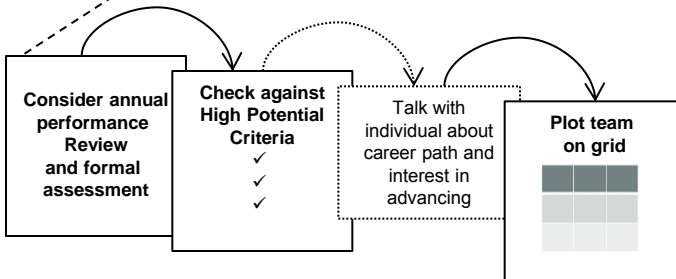 Consider annual
performance
Review
and formal
assessment
Check against
High Potential
Criteria
✓
✓
✓
Talk with
individual about
career path and
interest in
advancing
Plot team
on grid